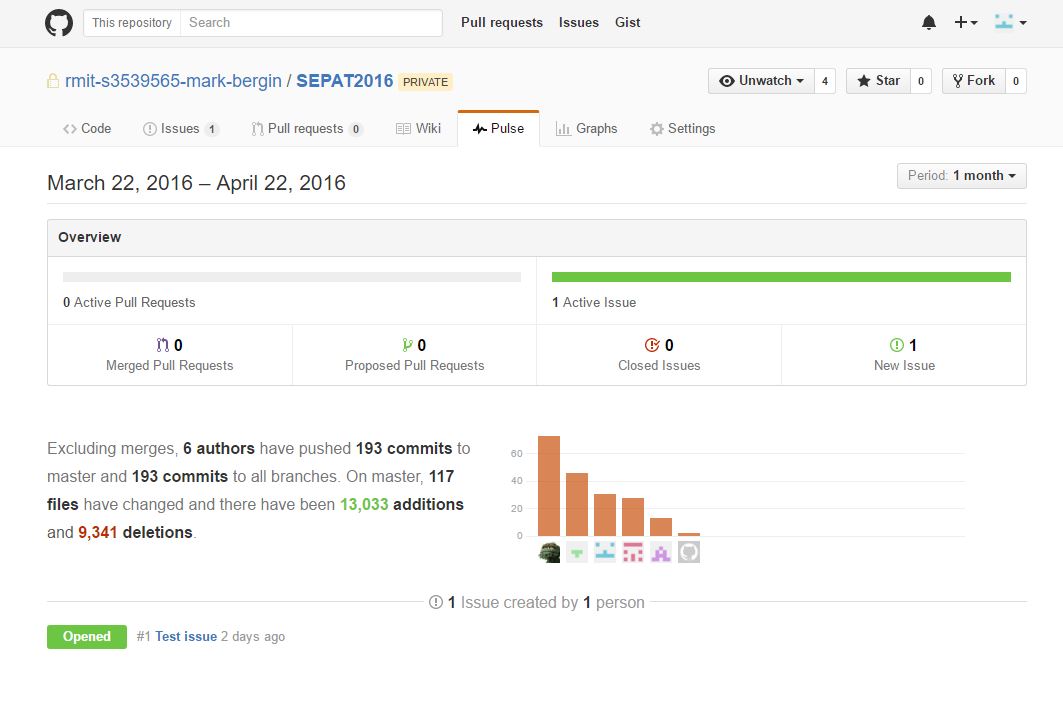 This repository Search Pull requests Issues Gist
rmit-s3539565-mark-bergin / SEPAT2016 PRIVATE Unwatch 4 Star 0 Fork 0
Code Issues 1 Pull requests 0 Wiki Pulse Graphs Settings
March 22, 2016 – April 22, 2016 Period: 1 month
Overview
0 Active Pull Requests 1 Active Issue
0 0 0 1
Merged Pull Requests Proposed Pull Requests Closed Issues New Issue
Excluding merges, 6 authors have pushed 193 commits to
master and 193 commits to all branches. On master, 117
files have changed and there have been 13,033 additions
and 9,341 deletions.
60
40
20
0
1 Issue created by 1 person
Opened #1 Test issue 2 days ago